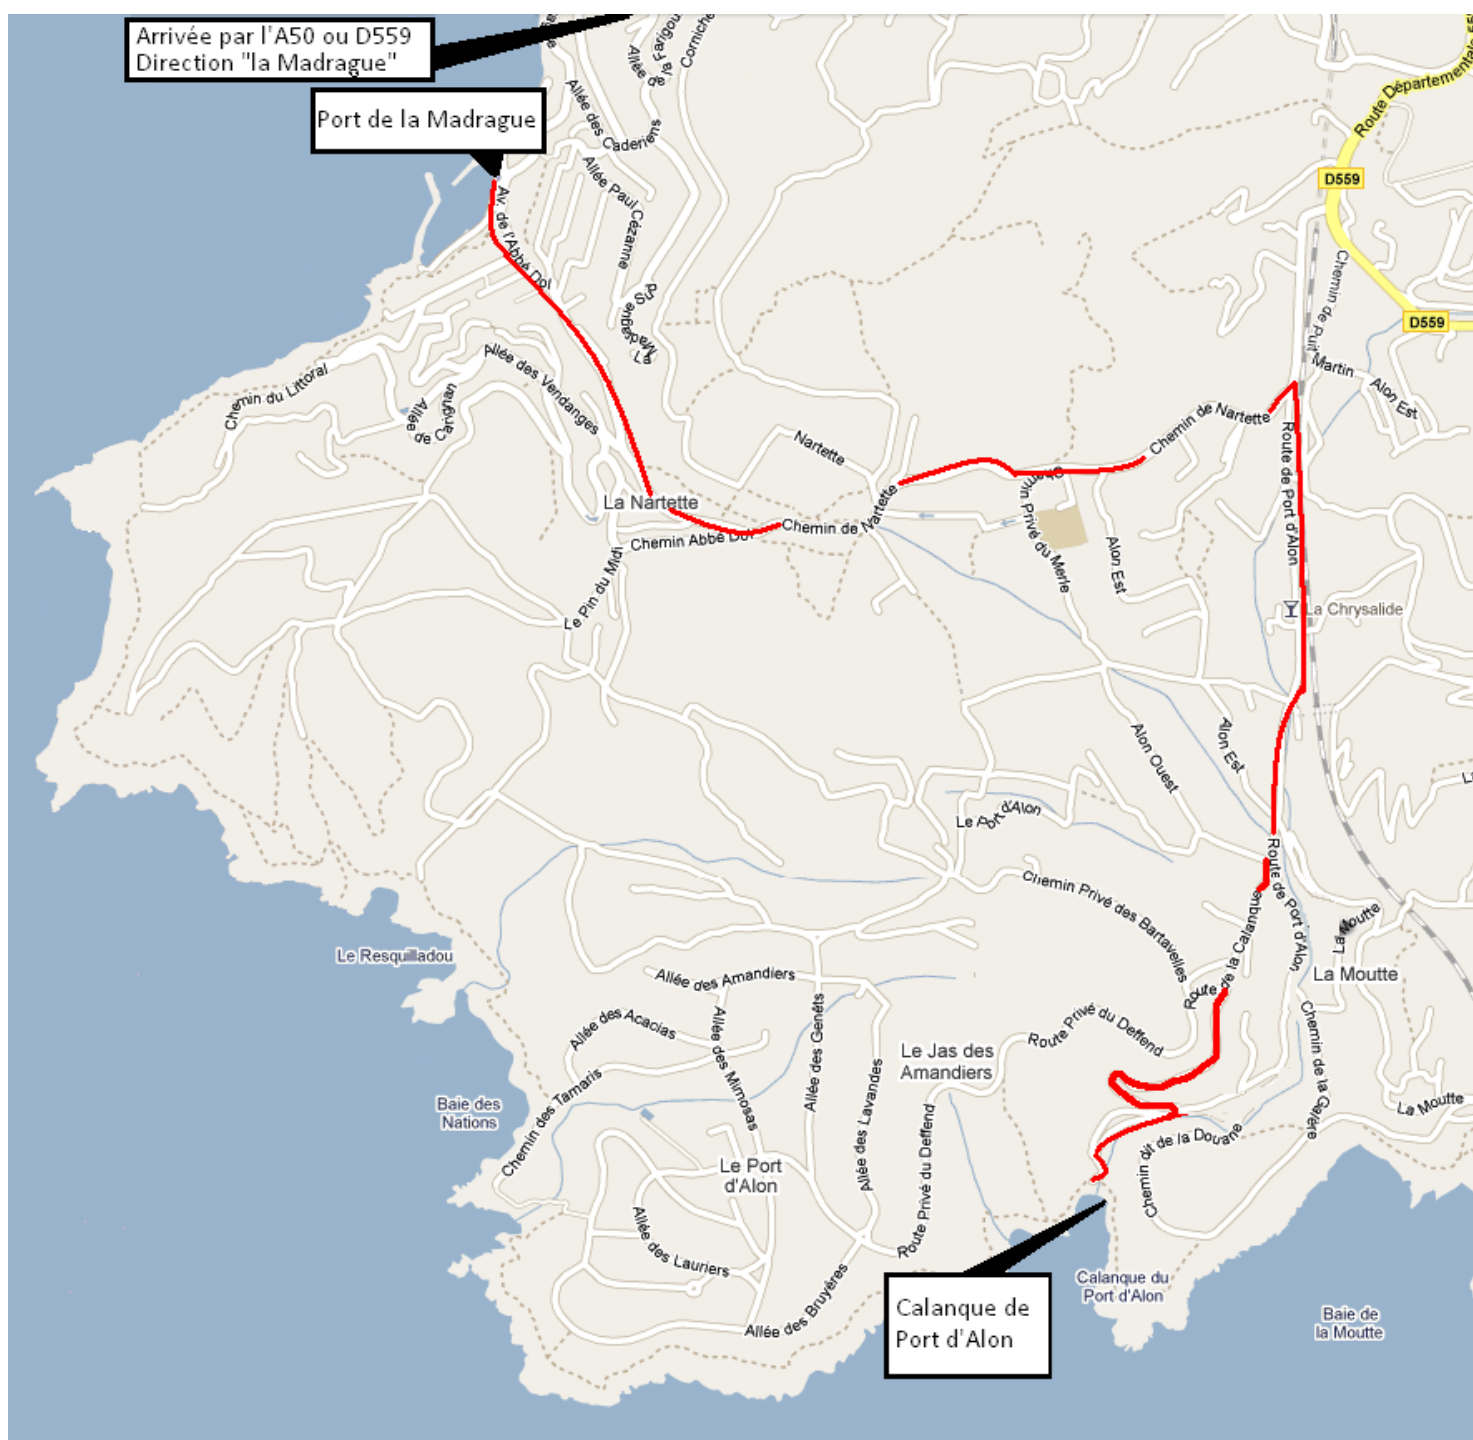 Arrivée par l'A50 ou D559
Direction "la Madrague"
Port de la Madrague
Allée des Caderiens
Corniche
Route Départementale 55
D559
Allée Paul Cézanne
Av. de l'Abbé Dol
Chemin de Puit
Martin
D559
Alon Est
Chemin du Littoral
Allée de Carignan
Allée des Vendanges
Nartette
Chemin de Nartette
Route de Port d'Alon
La Nartette
Chemin Abbé Dol
Chemin de Nartette
Chemin Privé du Merle
Alon Est
La Chrysalide
Le Pin du Midi
Alon Ouest
Alon Est
Le Port d'Alon
Route de Port d'Alon
Chemin Privé des Bartavelles
Route de la Calanque
La Moutte
La Moutte
Le Resquilladou
Allée des Amandiers
Allée des Acacias
Allée des Mimosas
Allée des Genêts
Allée des Lavandes
Le Jas des
Amandiers
Route Privé du Deffend
Chemin de la Galère
La Moutte
Baie des
Nations
Chemin des Tamaris
Route Privé du Deffend
Chemin dit de la Douane
Le Port
d'Alon
Allée des Lauriers
Allée des Bruyères
Calanque de
Port d'Alon
Calanque du
Port d'Alon
Baie de
la Moutte